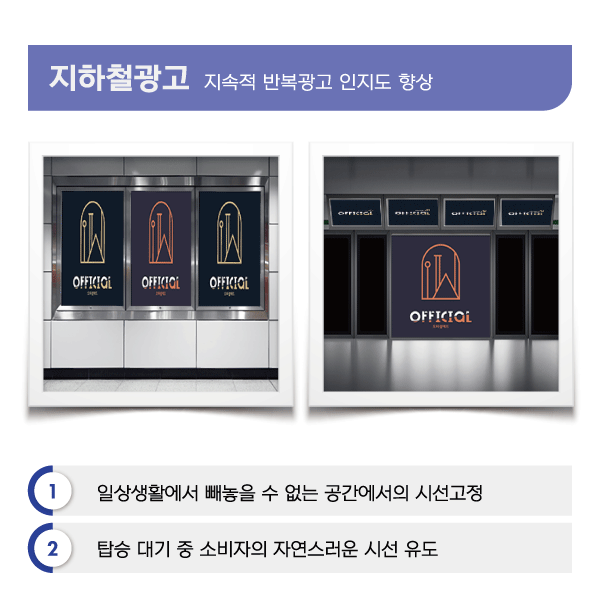 지하철광고 지속적 반복광고 인지도 향상
OFFICIAL OFFICIAL OFFICIAL
OFFICIAL OFFICIAL OFFICIAL OFFICIAL
OFFICIAL
1 일상생활에서 빼놓을 수 없는 공간에서의 시선고정
2 탑승 대기 중 소비자의 자연스러운 시선 유도